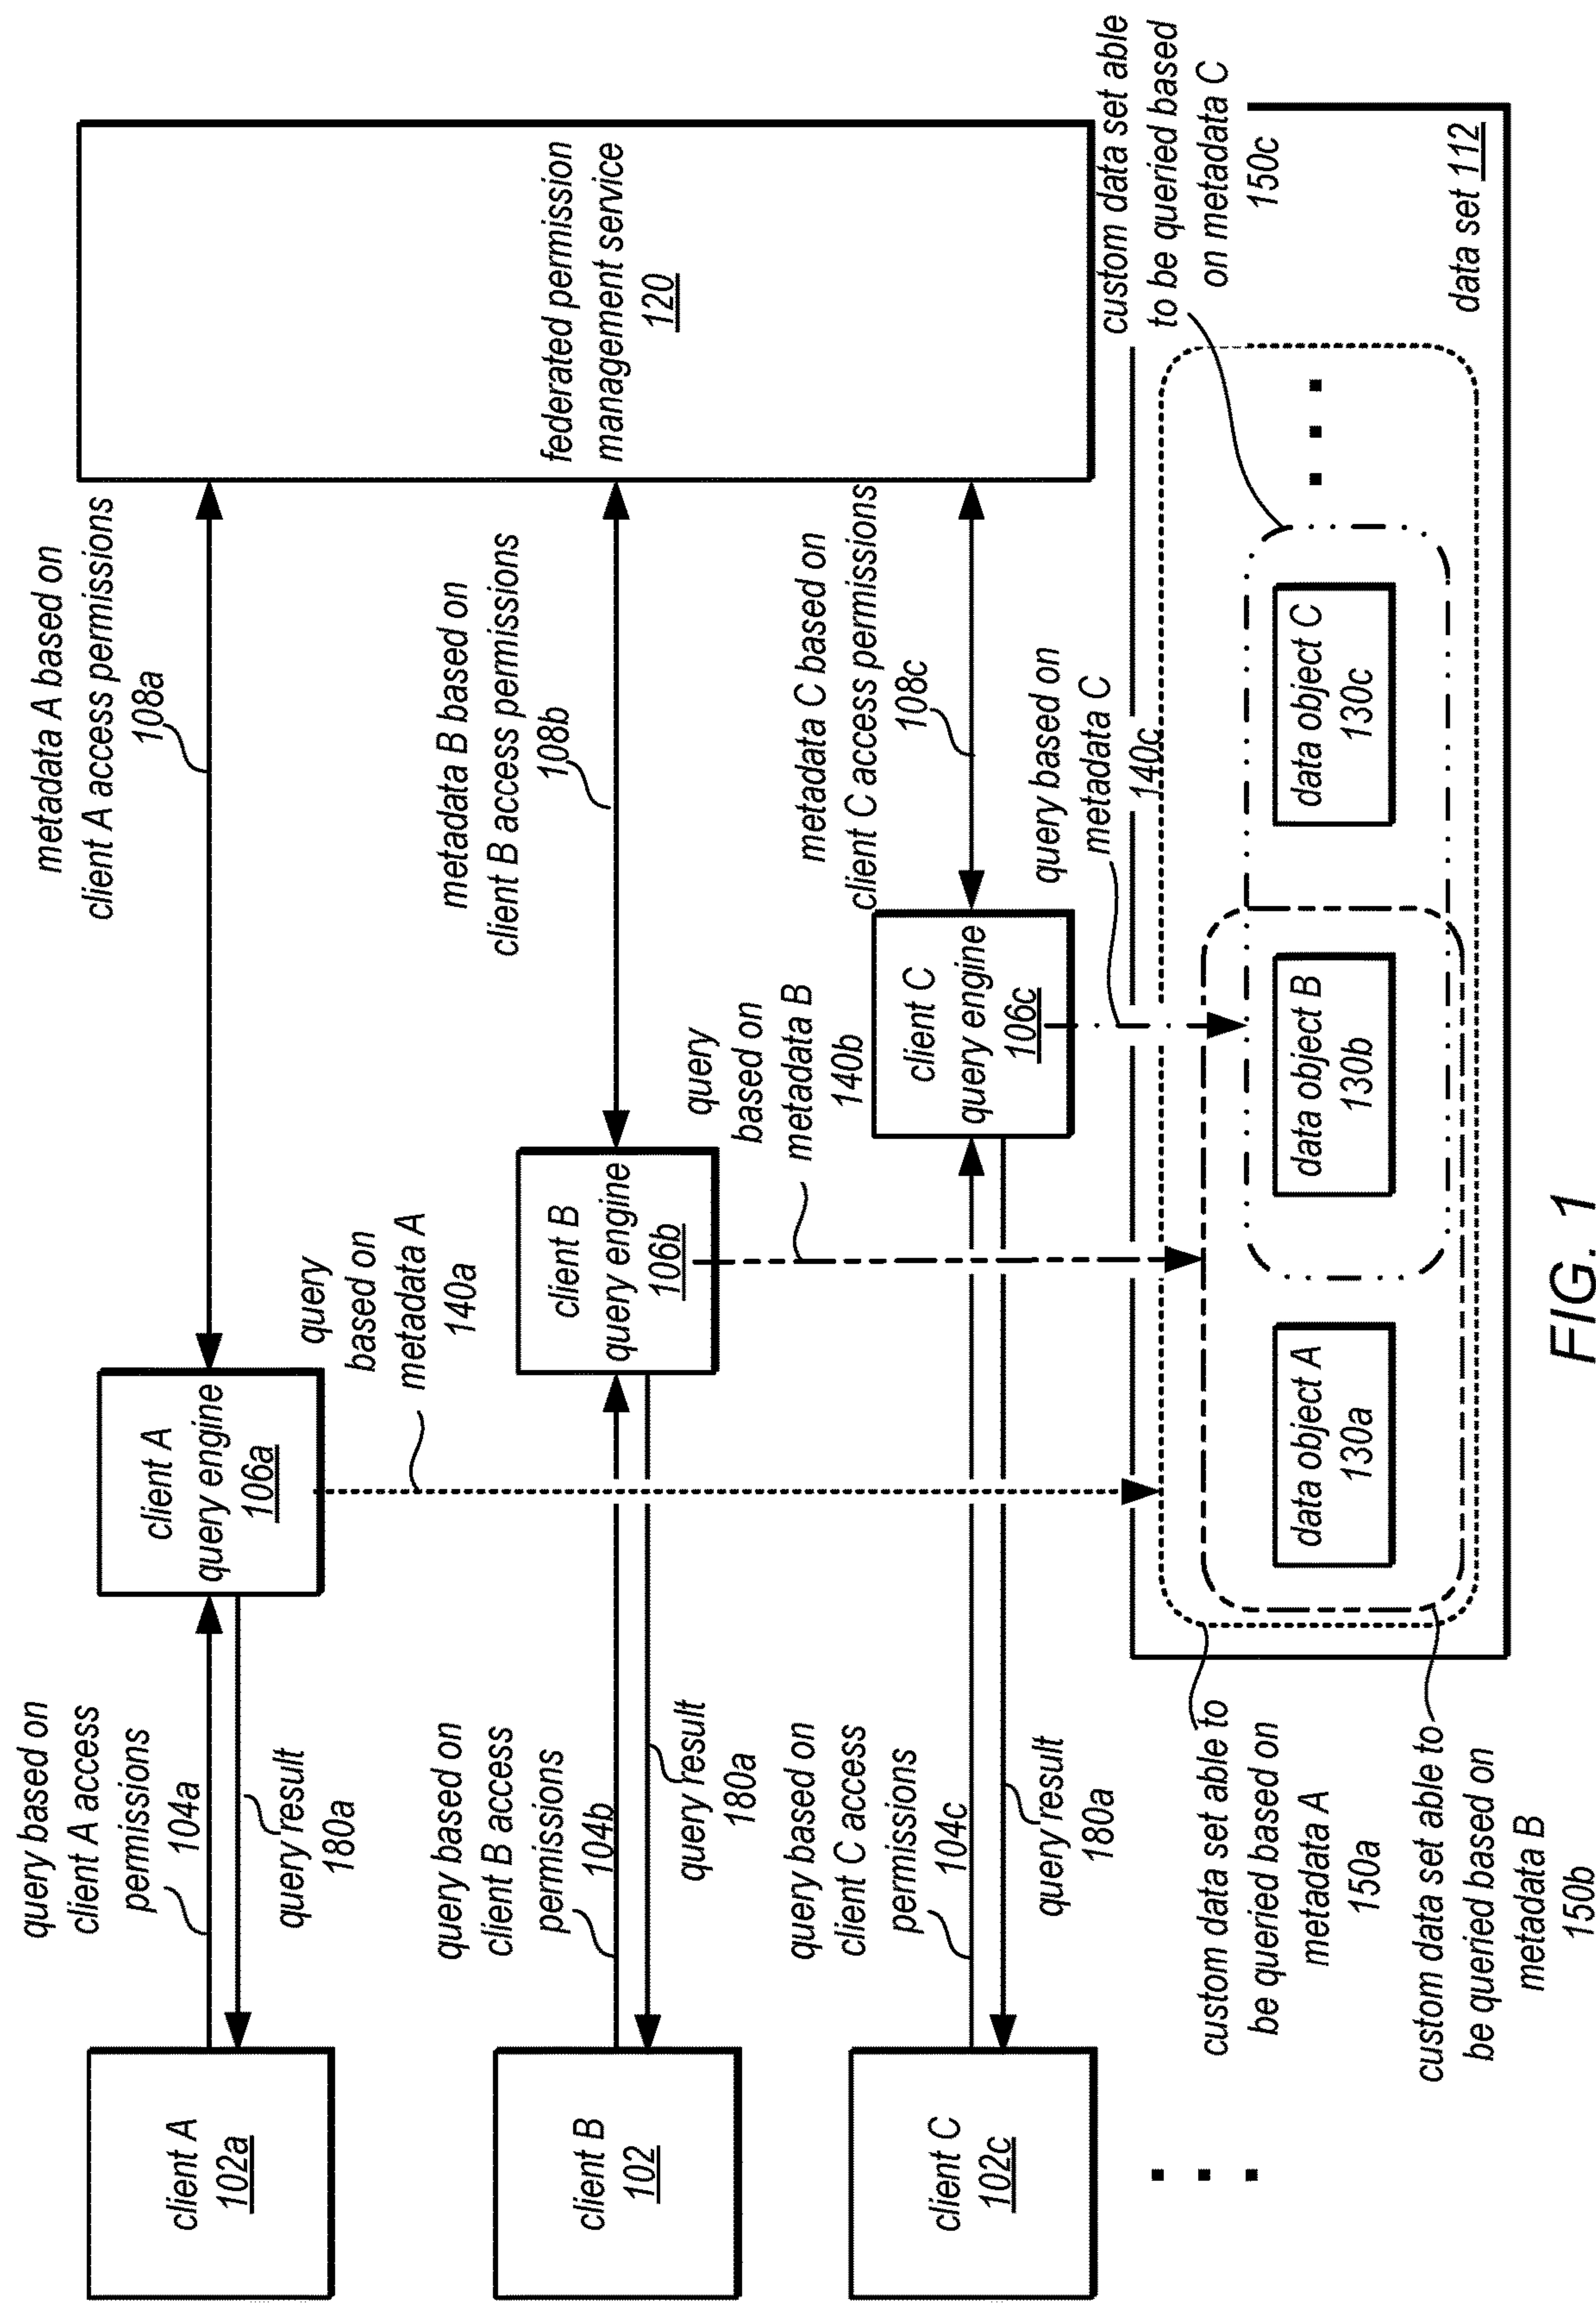 metadata A based on
client A access permissions
108a
metadata B based on
client B access permissions
108b
metadata C based on
client C access permissions
108c
federated permission
management service
120
client A
query engine
106a
query
based on
metadata A
140a
client B
query engine
106b
query
based on
metadata B
140b
client C
query engine
106c
query based on
metadata C
140c
query based on
client A access
permissions
104a
query result
180a
query based on
client B access
permissions
104b
query result
180a
query based on
client C access
permissions
104c
query result
180a
client A
102a
client B
102
client C
102c
custom data set able
to be queried based
on metadata C
150c
data set 112
data object A
130a
data object B
130b
data object C
130c
custom data set able to
be queried based on
metadata A
150a
custom data set able to
be queried based on
metadata B
150b
FIG. 1